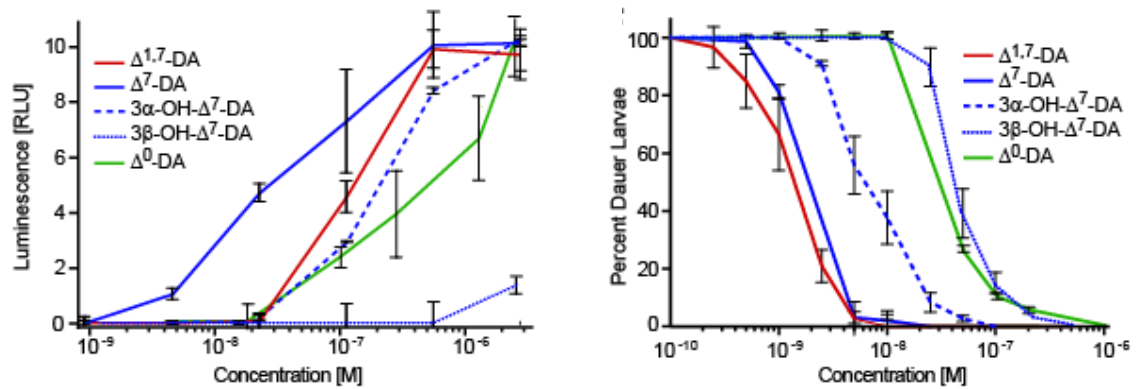 10
8
6
4
2
0
Luminescence [RLU]
Δ1,7-DA
Δ7-DA
3α-OH-Δ7-DA
3β-OH-Δ7-DA
Δ0-DA
10-9
10-8
10-7
10-6
Concentration [M]
100
80
60
40
20
0
Percent Dauer Larvae
Δ1,7-DA
Δ7-DA
3α-OH-Δ7-DA
3β-OH-Δ7-DA
Δ0-DA
10-10
10-9
10-8
10-7
10-6
Concentration [M]